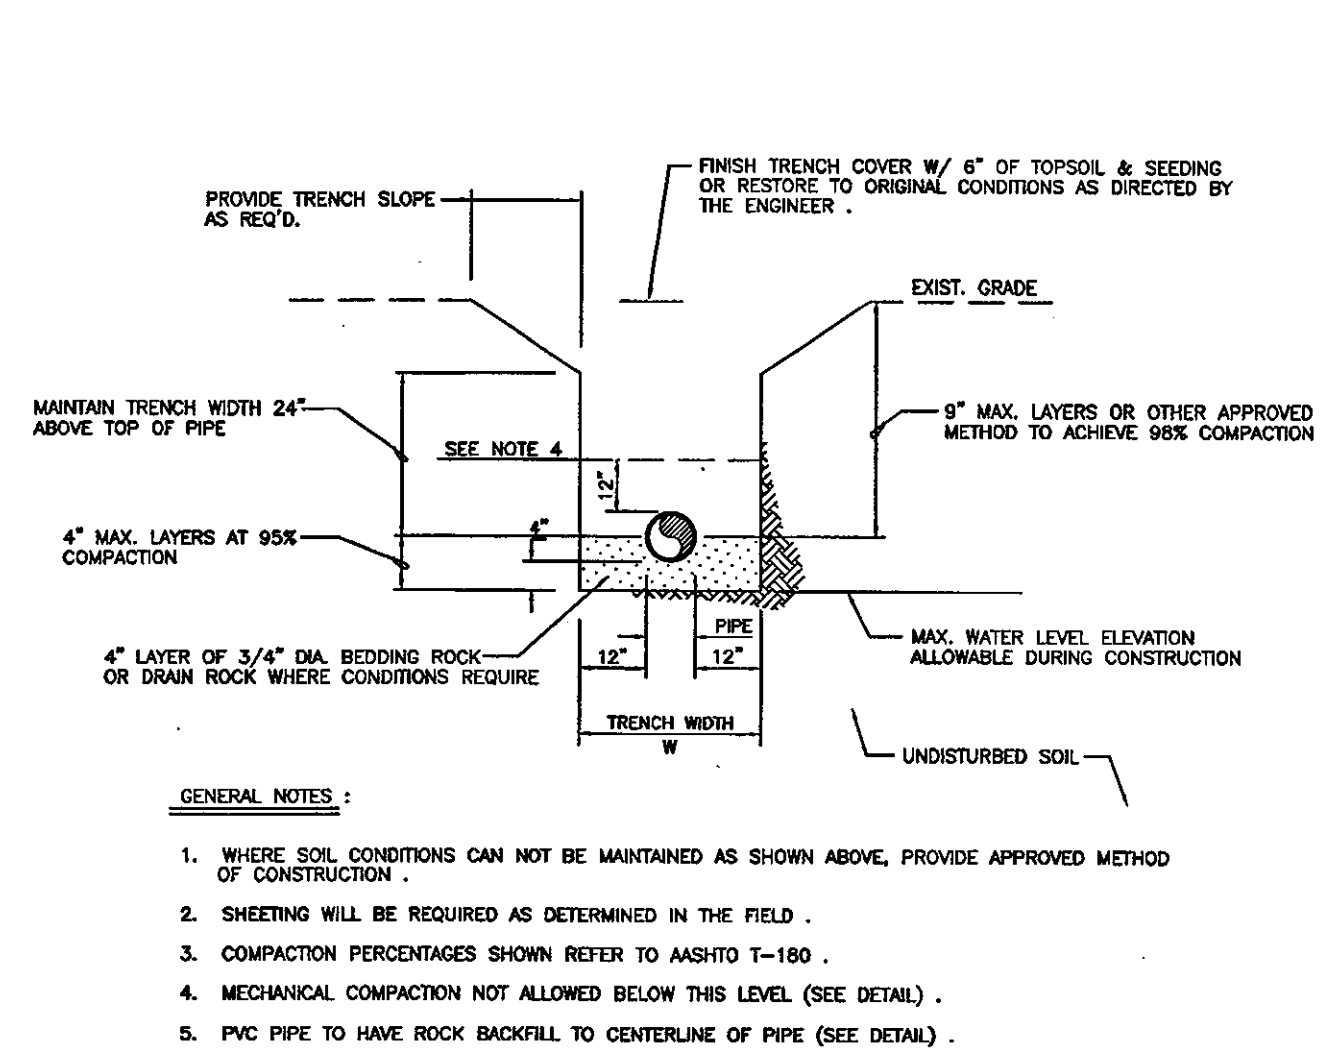 FINISH TRENCH COVER W/ 6" OF TOPSOIL & SEEDING
OR RESTORE TO ORIGINAL CONDITIONS AS DIRECTED BY
THE ENGINEER .
PROVIDE TRENCH SLOPE
AS REQ'D.
EXIST. GRADE
MAINTAIN TRENCH WIDTH 24"
ABOVE TOP OF PIPE
9" MAX. LAYERS OR OTHER APPROVED
METHOD TO ACHIEVE 98% COMPACTION
SEE NOTE 4
12"
4"
4" MAX. LAYERS AT 95%
COMPACTION
PIPE
MAX. WATER LEVEL ELEVATION
ALLOWABLE DURING CONSTRUCTION
4" LAYER OF 3/4" DIA. BEDDING ROCK
OR DRAIN ROCK WHERE CONDITIONS REQUIRE
12"
12"
TRENCH WIDTH
W
UNDISTURBED SOIL
GENERAL NOTES :
1. WHERE SOIL CONDITIONS CAN NOT BE MAINTAINED AS SHOWN ABOVE, PROVIDE APPROVED METHOD
OF CONSTRUCTION .
2. SHEETING WILL BE REQUIRED AS DETERMINED IN THE FIELD .
3. COMPACTION PERCENTAGES SHOWN REFER TO AASHTO T-180 .
4. MECHANICAL COMPACTION NOT ALLOWED BELOW THIS LEVEL (SEE DETAIL) .
5. PVC PIPE TO HAVE ROCK BACKFILL TO CENTERLINE OF PIPE (SEE DETAIL) .